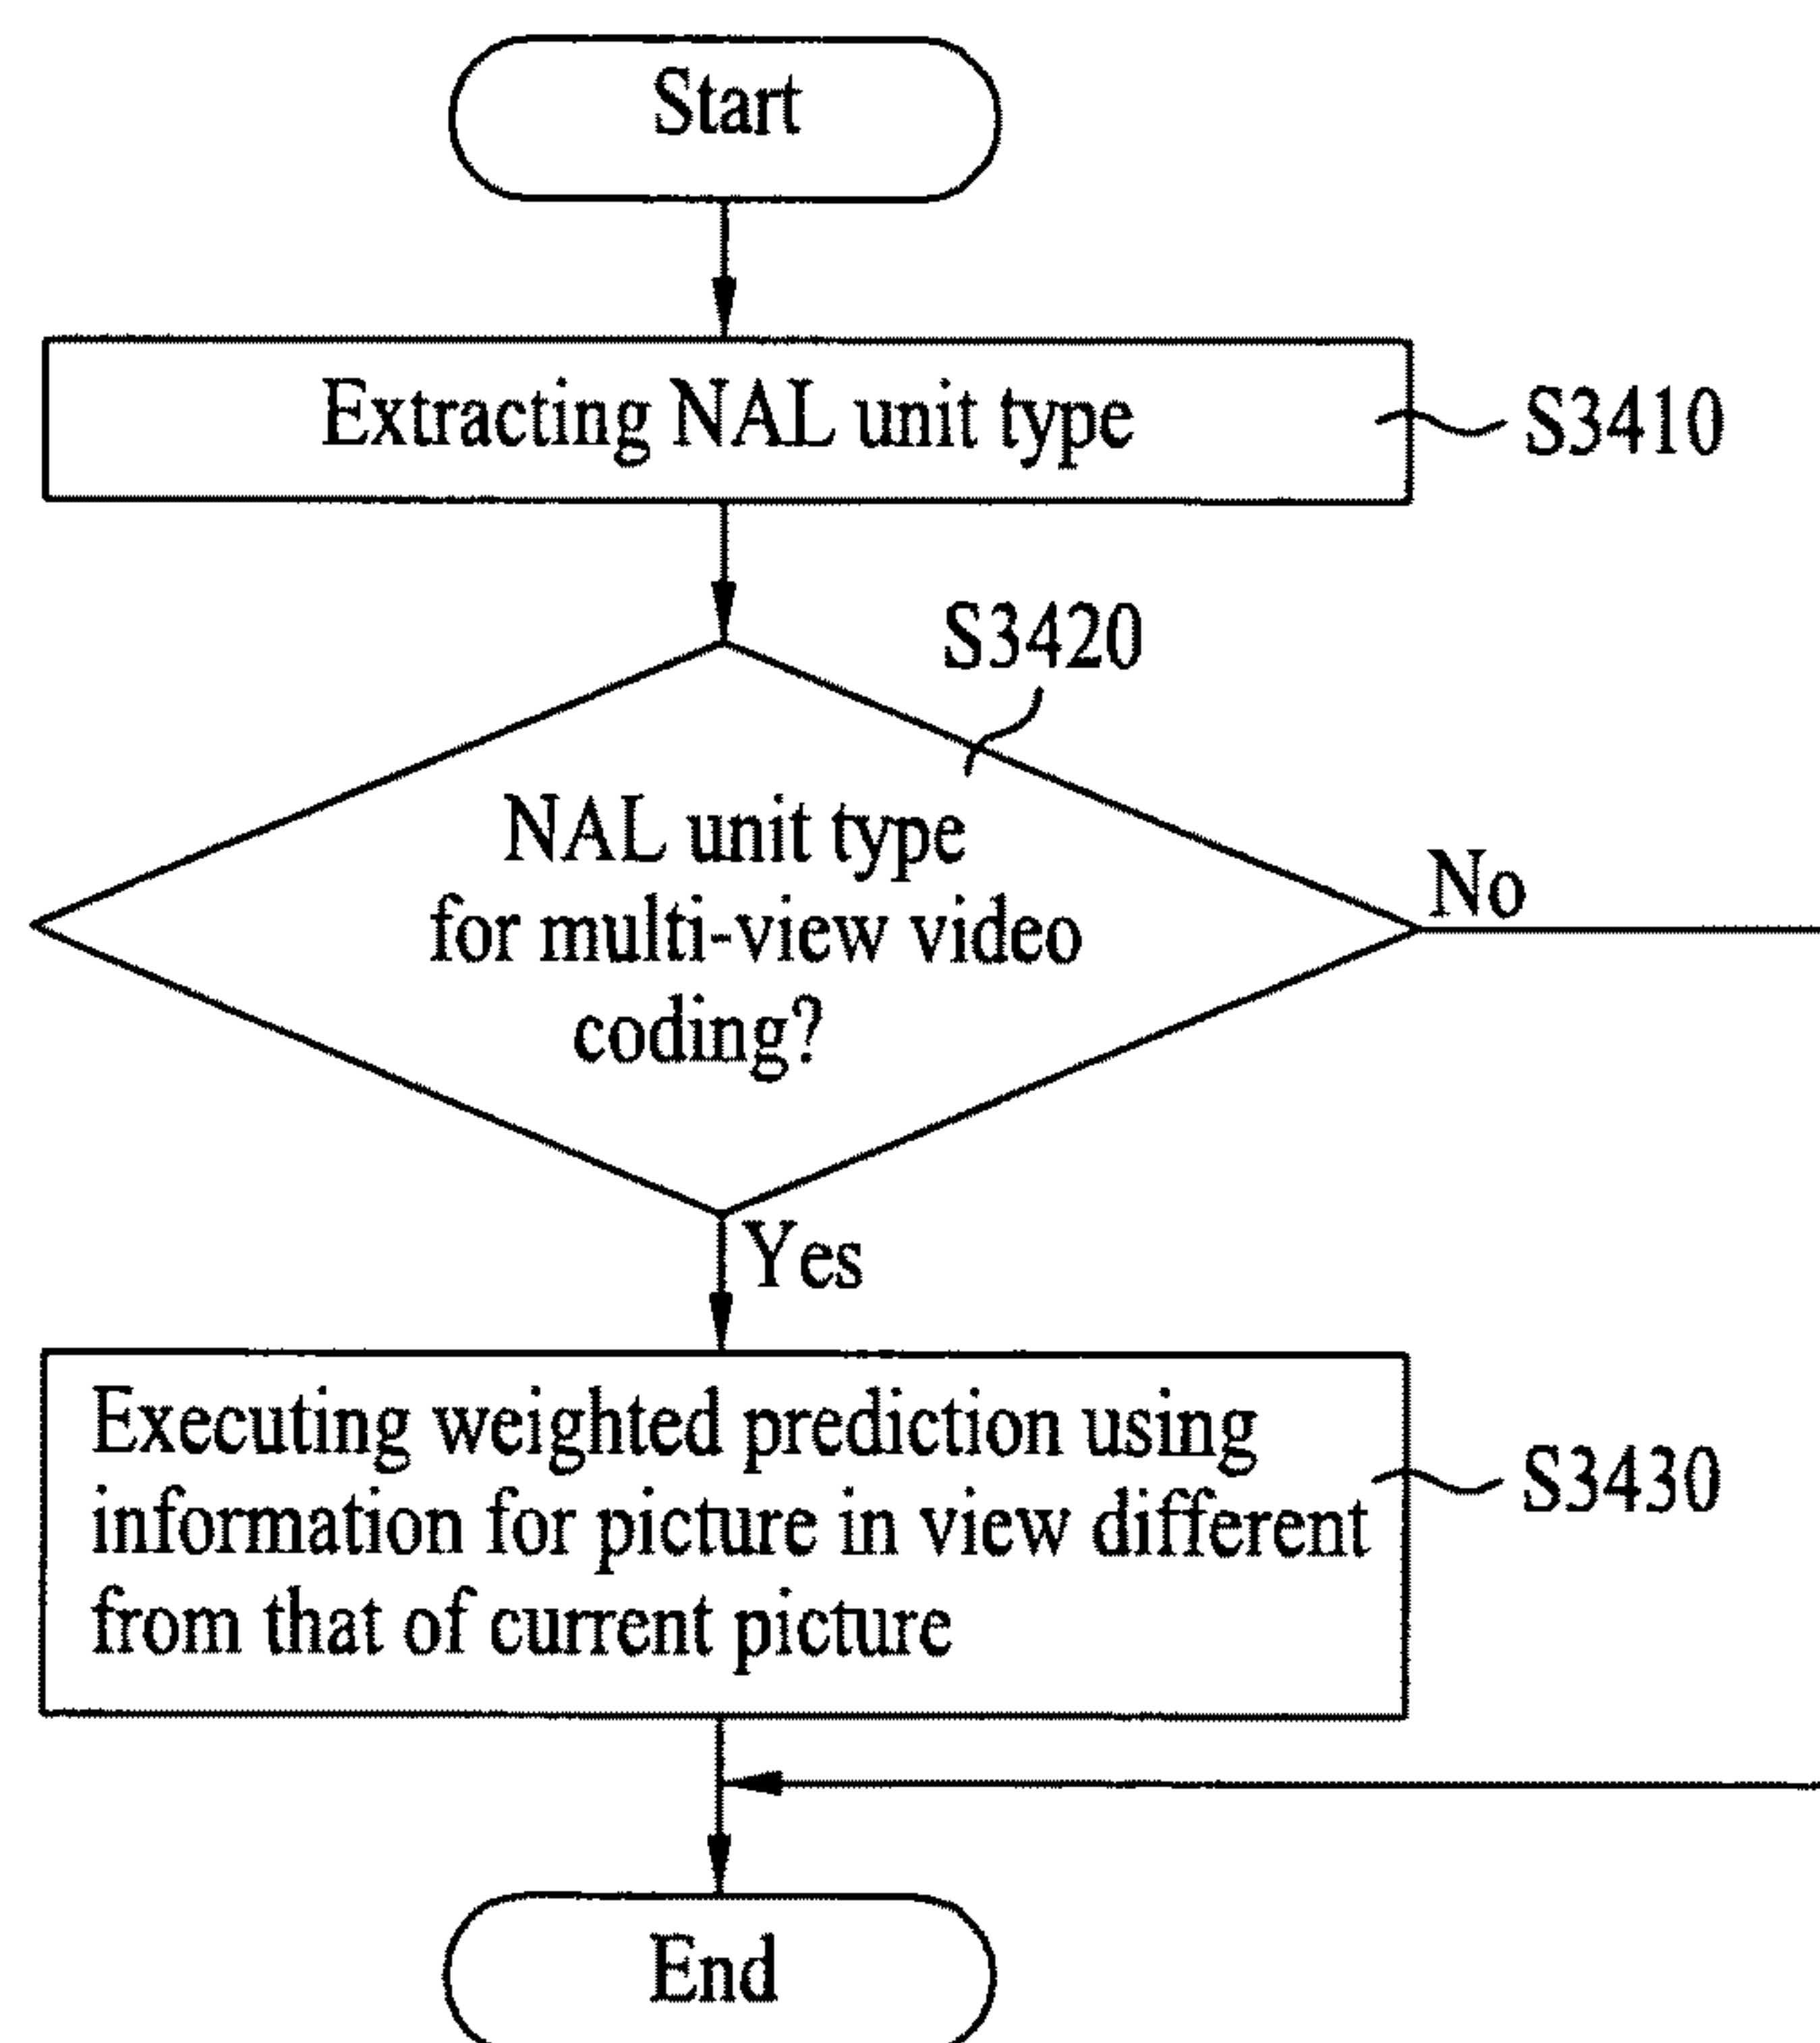 Start
Extracting NAL unit type
S3410
S3420
NAL unit type
for multi-view video
coding?
No
Yes
Executing weighted prediction using
information for picture in view different
from that of current picture
S3430
End